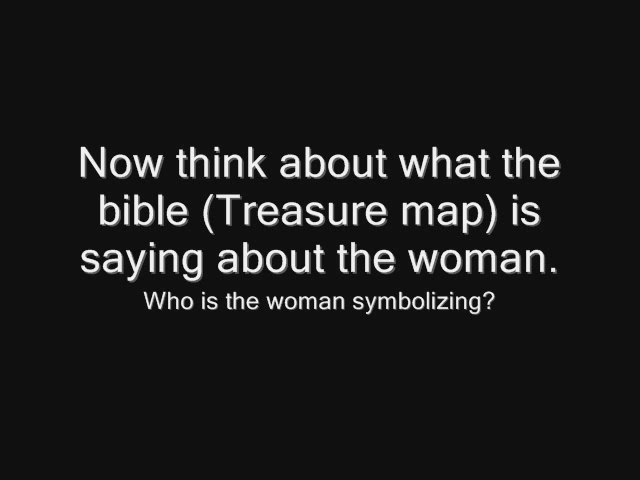 Now think about what the
bible (Treasure map) is
saying about the woman.
Who is the woman symbolizing?